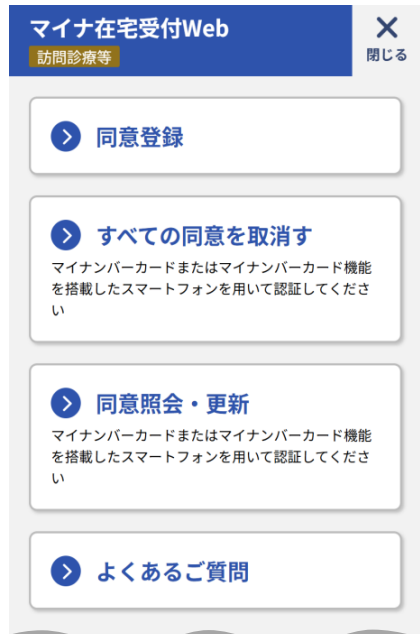 マイナ在宅受付Web
訪問診療等
閉じる
同意登録
すべての同意を取消す
マイナンバーカードまたはマイナンバーカード機能
を搭載したスマートフォンを用いて認証してくださ
い
同意照会・更新
マイナンバーカードまたはマイナンバーカード機能
を搭載したスマートフォンを用いて認証してくださ
い
よくあるご質問